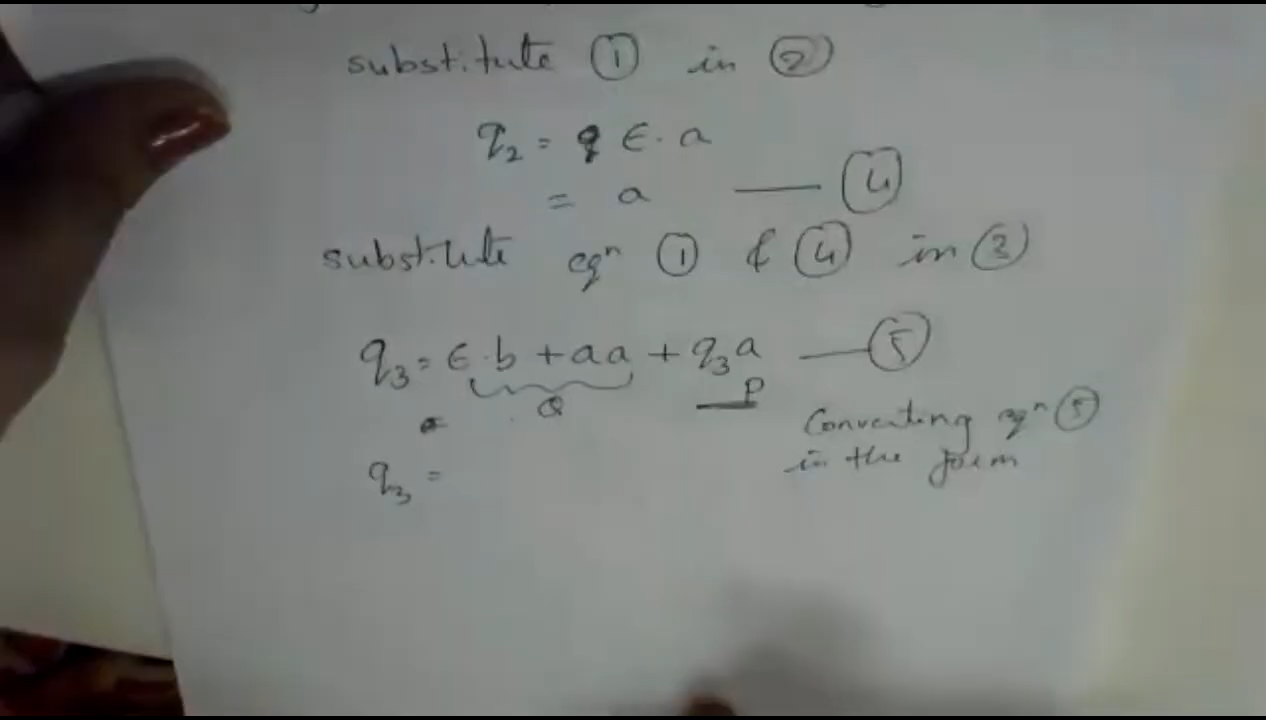 substitute ① in ②
q₂ = q ∈ . a
= a —— ④
substitute eqⁿ ① & ④ in ③
q₃ = ∈ . b + aa + q₃a —— ⑤
Q P
Converting eqⁿ ⑤
in the form
q₃ =